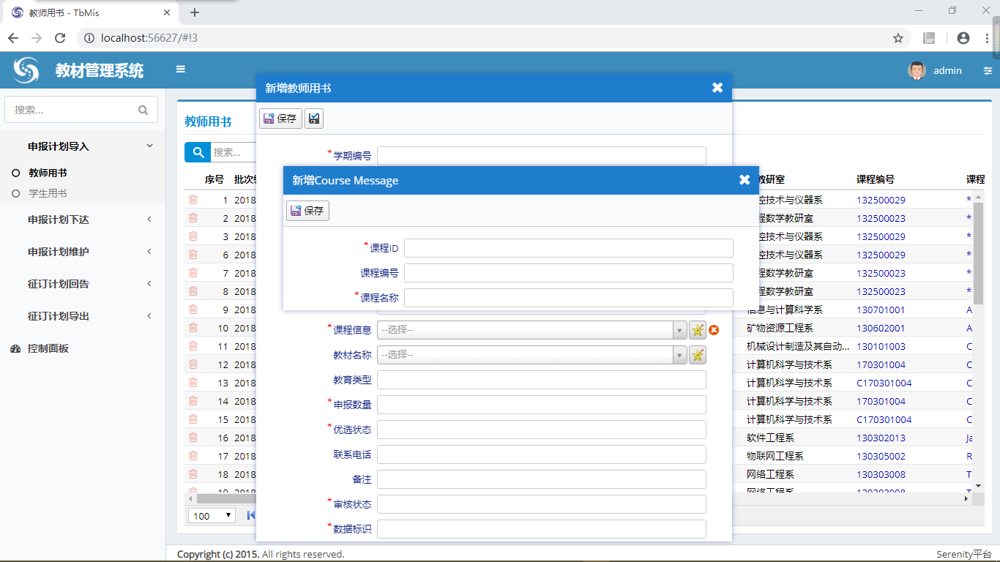 教师用书 - TbMis
localhost:56627/#!3
RP
教材管理系统
admin
新增教师用书
搜索...
保存
教师用书
申报计划导入
*学期编号
搜索...
教师用书
新增Course Message
序号 批次
教研室 课程编号 课程
学生用书
保存
1 2018 技术与仪器系 132500029 *
申报计划下达
2 2018 程数学教研室 132500023 *
3 2018 技术与仪器系 132500029 *
*课程ID
申报计划维护
6 2018 技术与仪器系 132500029 *
课程编号
7 2018 程数学教研室 132500023 *
征订计划回告
8 2018 程数学教研室 132500023 *
*课程名称
9 2018 信息与计算科学系 130701001 A
征订计划导出
10 2018 *课程信息 --选择-- 矿物资源工程系 130602001 A
控制面板
11 2018 机械设计制造及其自动... 130101003 C
教材名称 --选择--
12 2018 计算机科学与技术系 170301004 C
教育类型
13 2018 计算机科学与技术系 C170301004 C
14 2018 *申报数量 计算机科学与技术系 170301004 C
15 2018 计算机科学与技术系 C170301004 C
*优选状态
16 2018 软件工程系 130302013 Ja
联系电话
17 2018 物联网工程系 130305002 R
18 2018 备注 网络工程系 130303008 T
19 2018 网络工程系 130303008 T
*审核状态
100
*数据标识
Copyright (c) 2015. All rights reserved.
Serenity平台